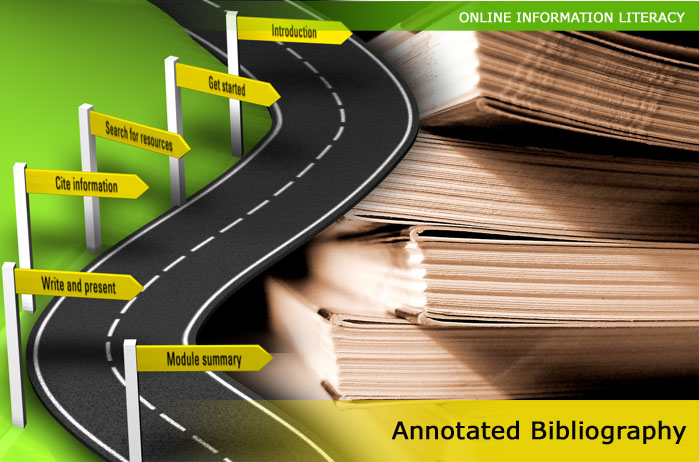 ONLINE INFORMATION LITERACY
Introduction
Get started
Search for resources
Cite information
Write and present
Module summary
Annotated Bibliography